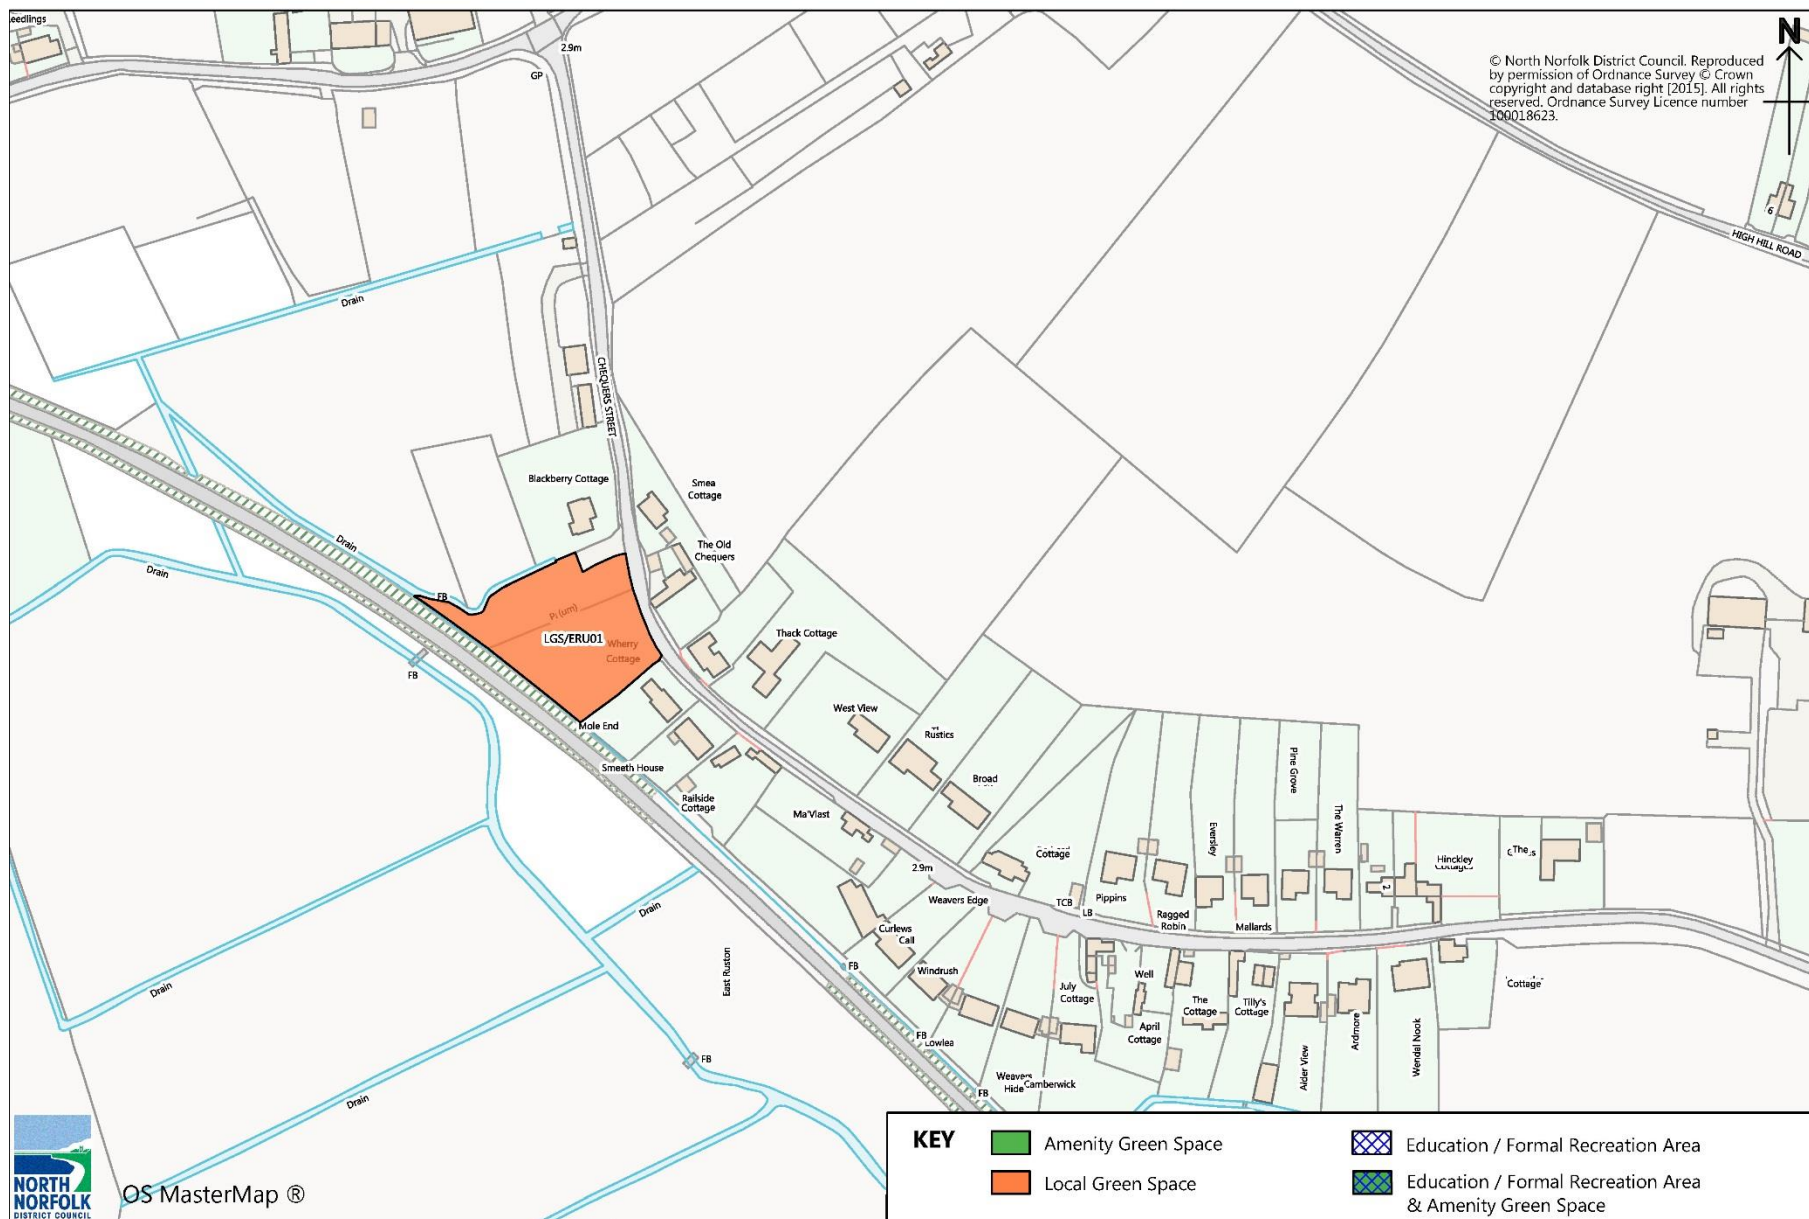 eedlings
2.9m
GP
N
© North Norfolk District Council. Reproduced
by permission of Ordnance Survey © Crown
copyright and database right [2015]. All rights
reserved. Ordnance Survey Licence number
100018623.
6
HIGH HILL ROAD
Drain
CHEQUERS STREET
Blackberry Cottage
Smea
Cottage
Drain
The Old
Chequers
Drain
FB
LGS/ERU01
Wherry
Cottage
Thack Cottage
FB
West View
Mole End
Rustics
Smeeth House
Broad
Pine Grove
Railside
Cottage
Ma'Vlast
The Warren
Eversley
Cottage
Hinckley
Cottages
The
2
2.9m
Pippins
Weavers Edge
TCB
LB
Ragged
Robin
Mallards
Drain
Curlews
Call
East Ruston
FB
Windrush
Well
July
Cottage
The
Cottage
Tilly's
Cottage
Cottage
Drain
Ardmore
April
Cottage
Wendal Nook
FB
Lowlea
FB
Alder View
Weavers
Hide
Camberwick
FB
Drain
NORTH
NORFOLK
DISTRICT COUNCIL
OS MasterMap ®
KEY
Amenity Green Space
Education / Formal Recreation Area
Local Green Space
Education / Formal Recreation Area
& Amenity Green Space